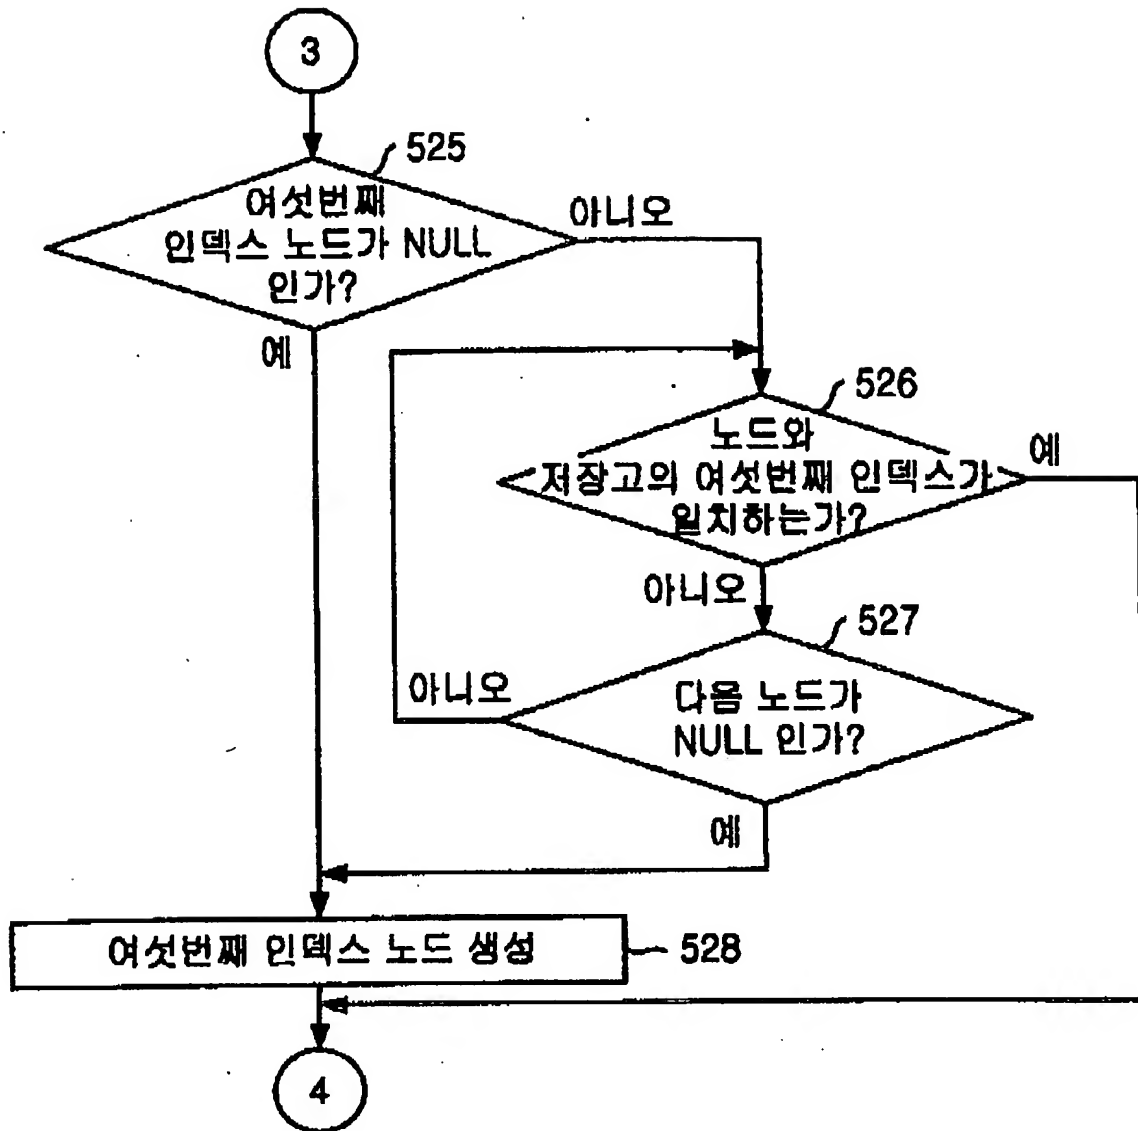 3
525
여섯번째
인덱스 노드가 NULL
인가?
아니오
예
526
노드와
저장고의 여섯번째 인덱스가
일치하는가?
예
아니오
527
다음 노드가
NULL 인가?
아니오
예
여섯번째 인덱스 노드 생성
528
4